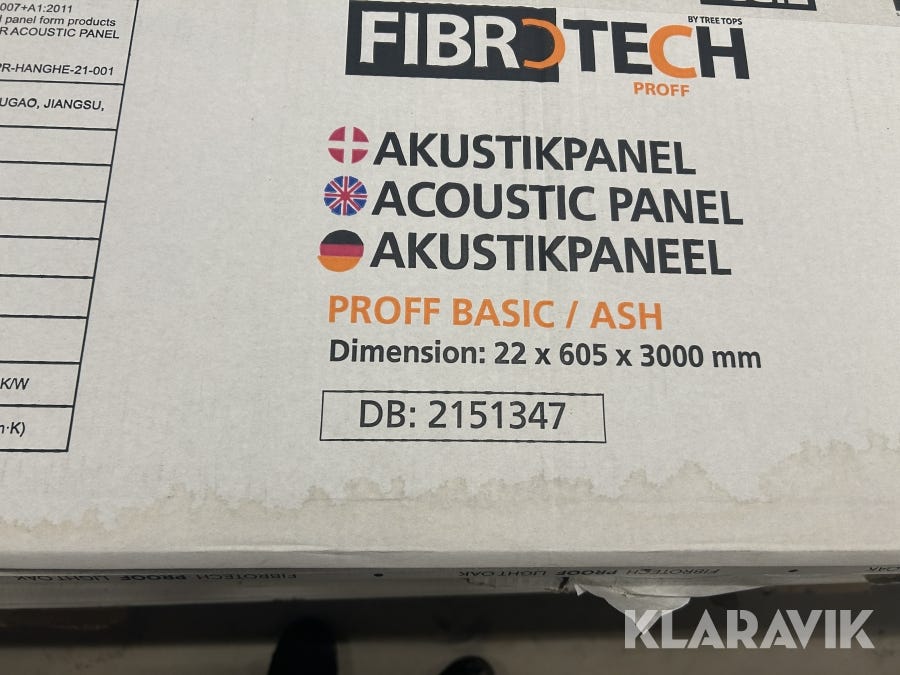 007+A1:2011
l panel form products
R ACOUSTIC PANEL
PR-HANGHE-21-001
UGAO, JIANGSU,
K/W
n·K)
FIBROTECH
BY TREE TOPS
PROFF
AKUSTIKPANEL
ACOUSTIC PANEL
AKUSTIKPANEEL
PROFF BASIC / ASH
Dimension: 22 x 605 x 3000 mm
DB: 2151347
FIBROTECH PROOF LIGHT OAK
KLARAVIK